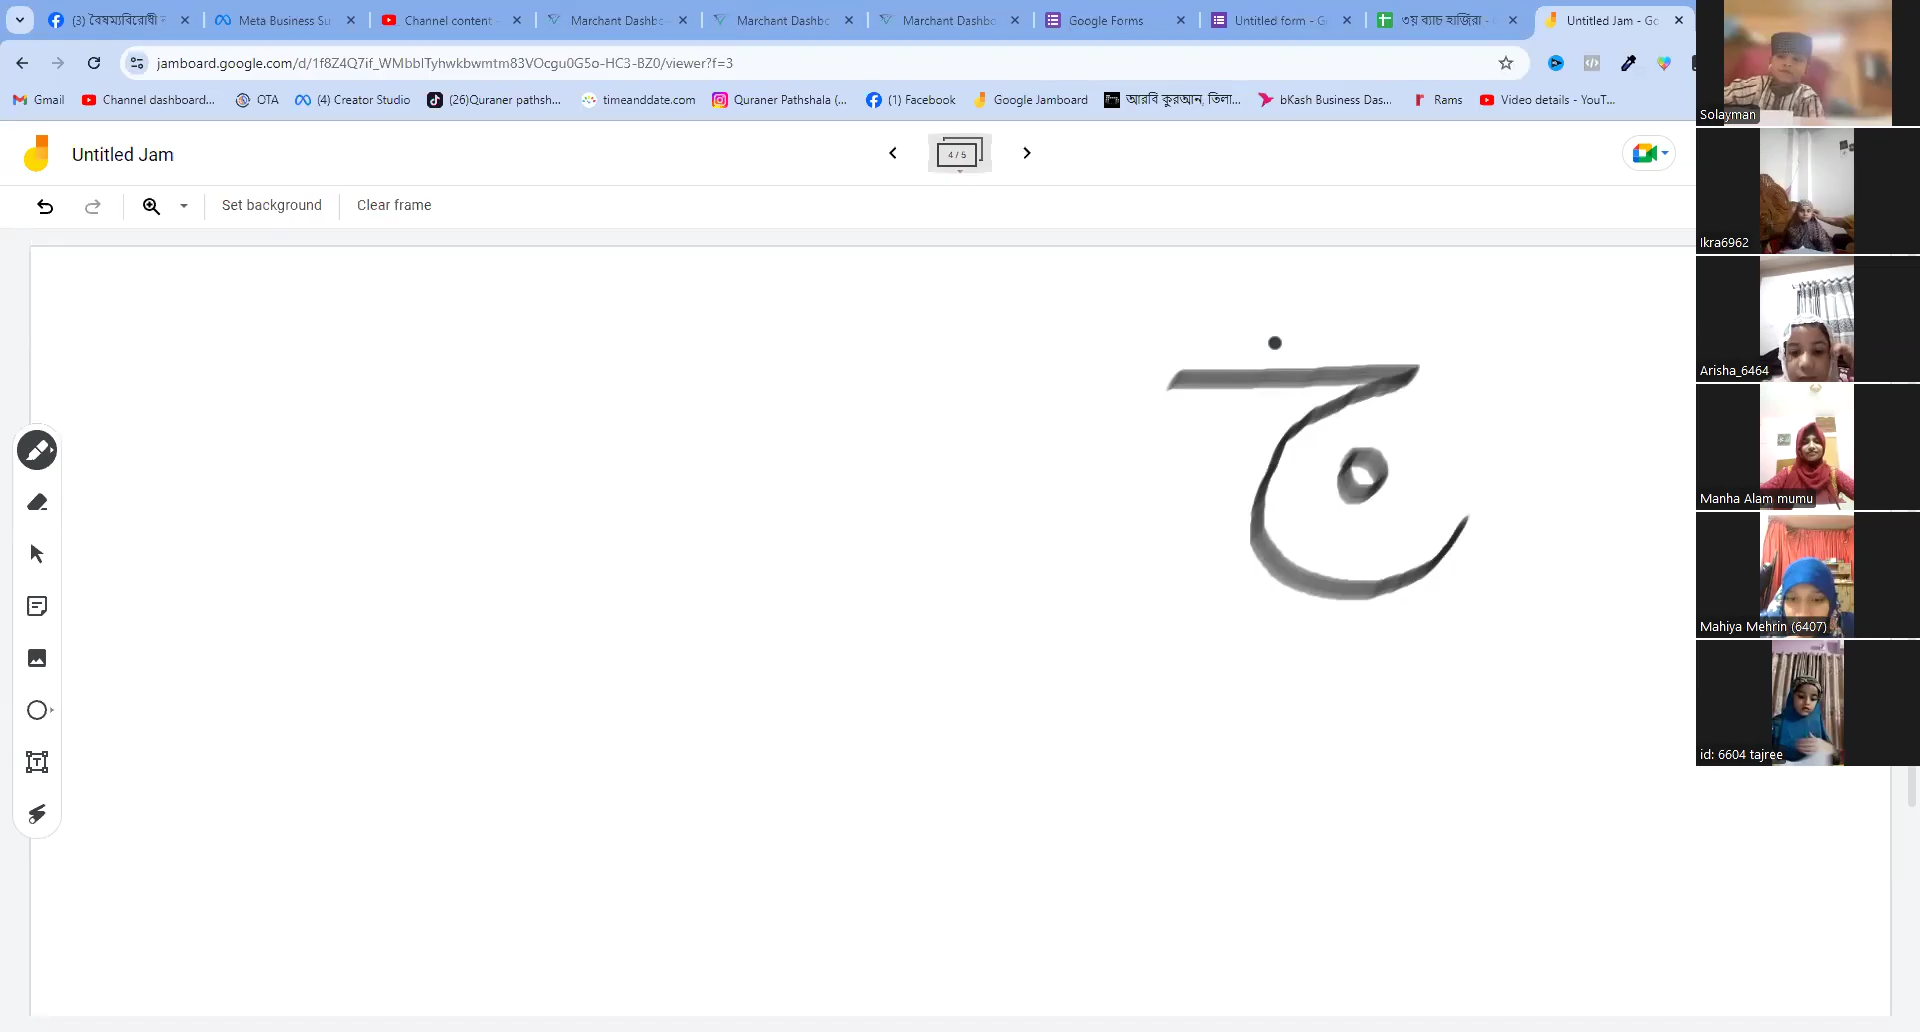 (3) বৈষম্যবিরোধী
Meta Business Su
Channel content -
Marchant Dashbo
Marchant Dashbo
Marchant Dashbo
Google Forms
Untitled form - G
৩য় ব্যাচ হাজিরা -
Untitled Jam - Go
jamboard.google.com/d/1f8Z4Q7if_WMbblTyhwkbwmtm83VOcgu0G5o-HC3-BZ0/viewer?f=3
Gmail
Channel dashboard...
OTA
(4) Creator Studio
(26)Quraner pathsh...
timeanddate.com
Quraner Pathshala (...
(1) Facebook
Google Jamboard
আরবি কুরআন, তিলা...
bKash Business Das...
Rams
Video details - YouT...
Untitled Jam
4 / 5
Set background
Clear frame
ج
Solayman
Ikra6962
Arisha_6464
Manha Alam mumu
Mahiya Mehrin (6407)
id: 6604 tajree